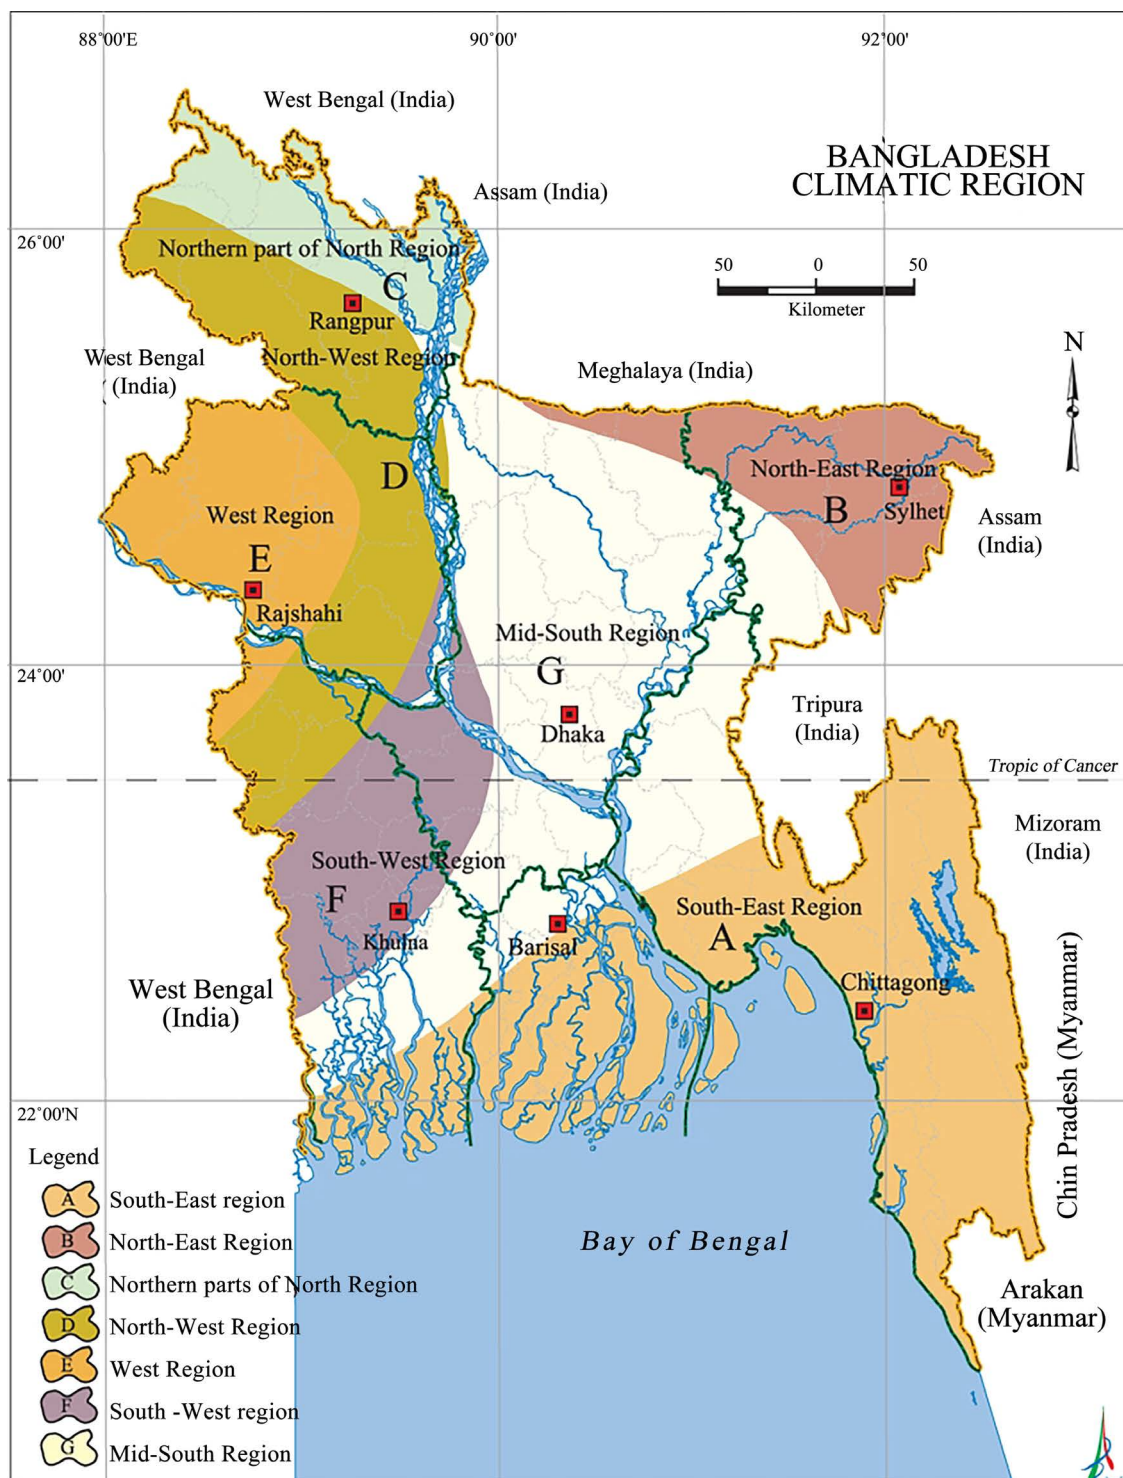 88°00'E
90°00'
92°00'
West Bengal (India)
BANGLADESH
CLIMATIC REGION
Assam (India)
26°00'
Northern part of North Region
C
50
0
50
Kilometer
Rangpur
N
West Bengal
(India)
North-West Region
Meghalaya (India)
D
North-East Region
B
Sylhet
West Region
Assam
(India)
E
Rajshahi
Mid-South Region
24°00'
G
Dhaka
Tripura
(India)
Tropic of Cancer
Mizoram
(India)
South-West Region
F
Khulna
South-East Region
A
Barisal
Chittagong
West Bengal
(India)
Chin Pradesh (Myanmar)
22°00'N
Legend
A South-East region
B North-East Region
C Northern parts of North Region
D North-West Region
E West Region
F South -West region
G Mid-South Region
Bay of Bengal
Arakan
(Myanmar)